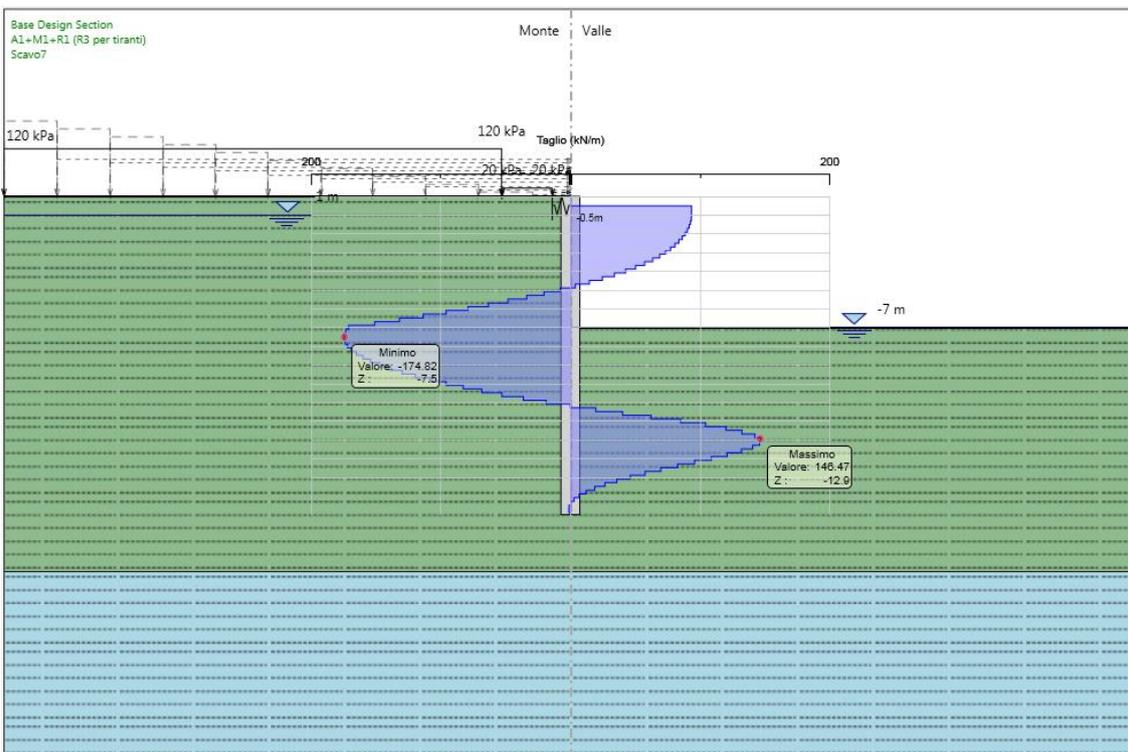 Base Design Section
A1+M1+R1 (R3 per tiranti)
Scavo7
Monte Valle
120 kPa
120 kPa
Taglio (kN/m)
200
200
20 kPa 20 kPa
1 m
-0.5m
-7 m
Minimo
Valore: -174.82
Z : -7.5
Massimo
Valore: 146.47
Z : -12.9